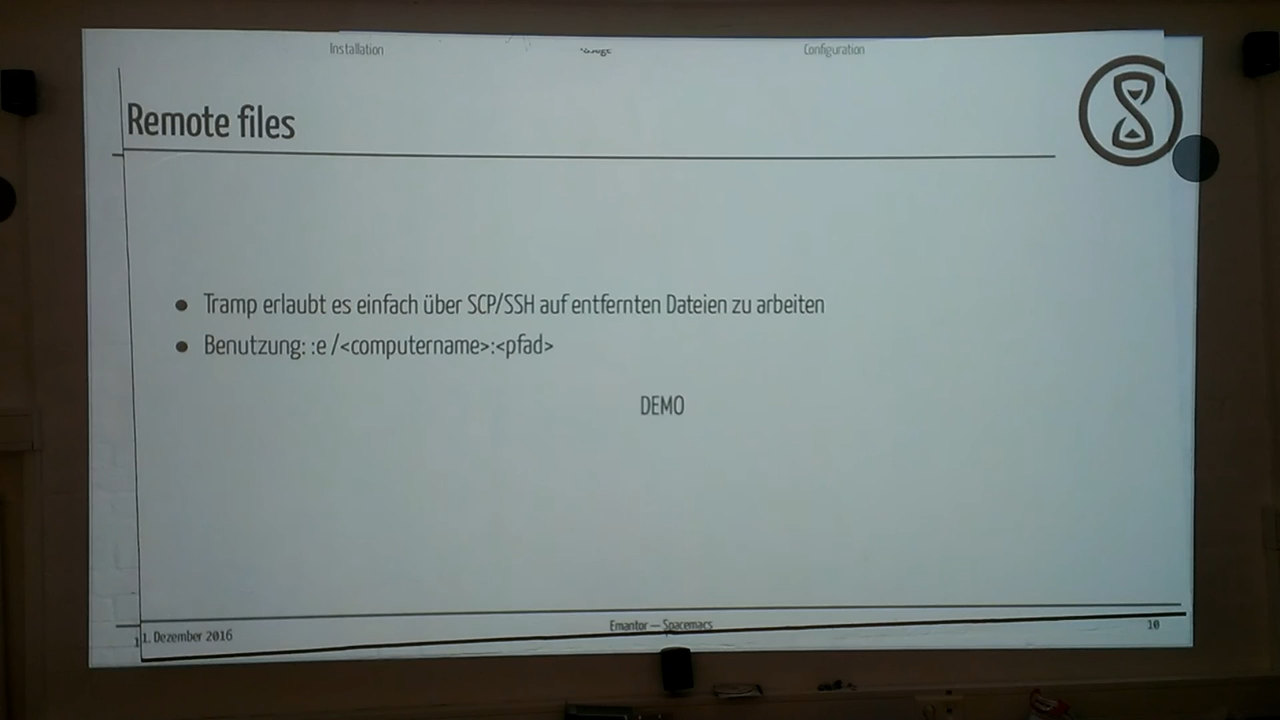 Installation
Usage
Configuration
Remote files
Tramp erlaubt es einfach über SCP/SSH auf entfernten Dateien zu arbeiten
Benutzung: :e /<computername>:<pfad>
DEMO
1. Dezember 2016
Emantor — Spacemacs
10